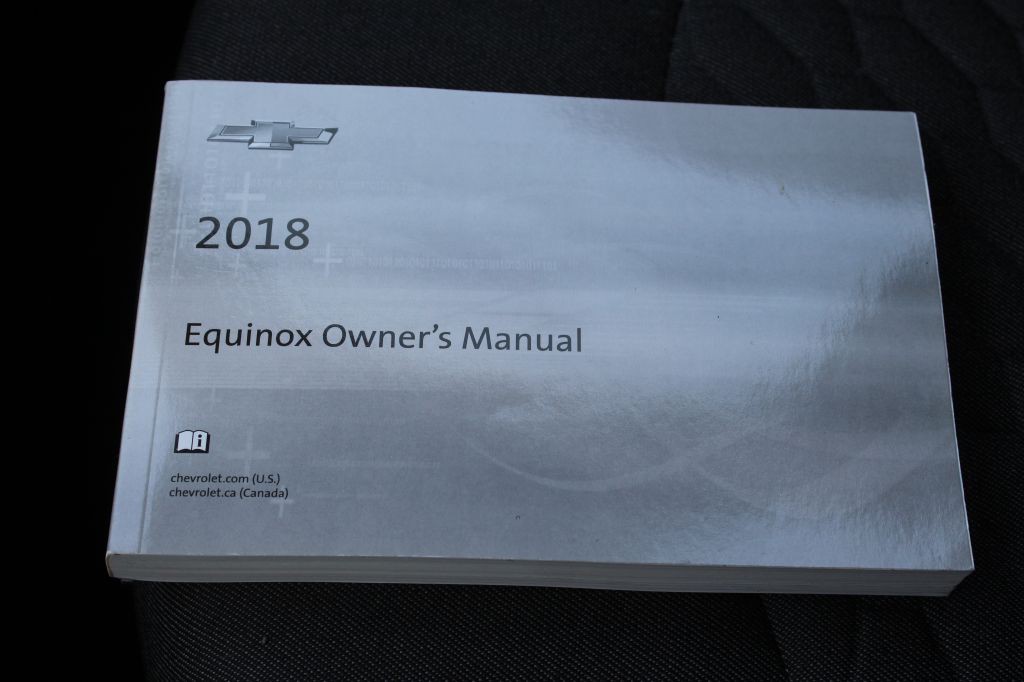 2018
Equinox Owner's Manual
chevrolet.com (U.S.)
chevrolet.ca (Canada)